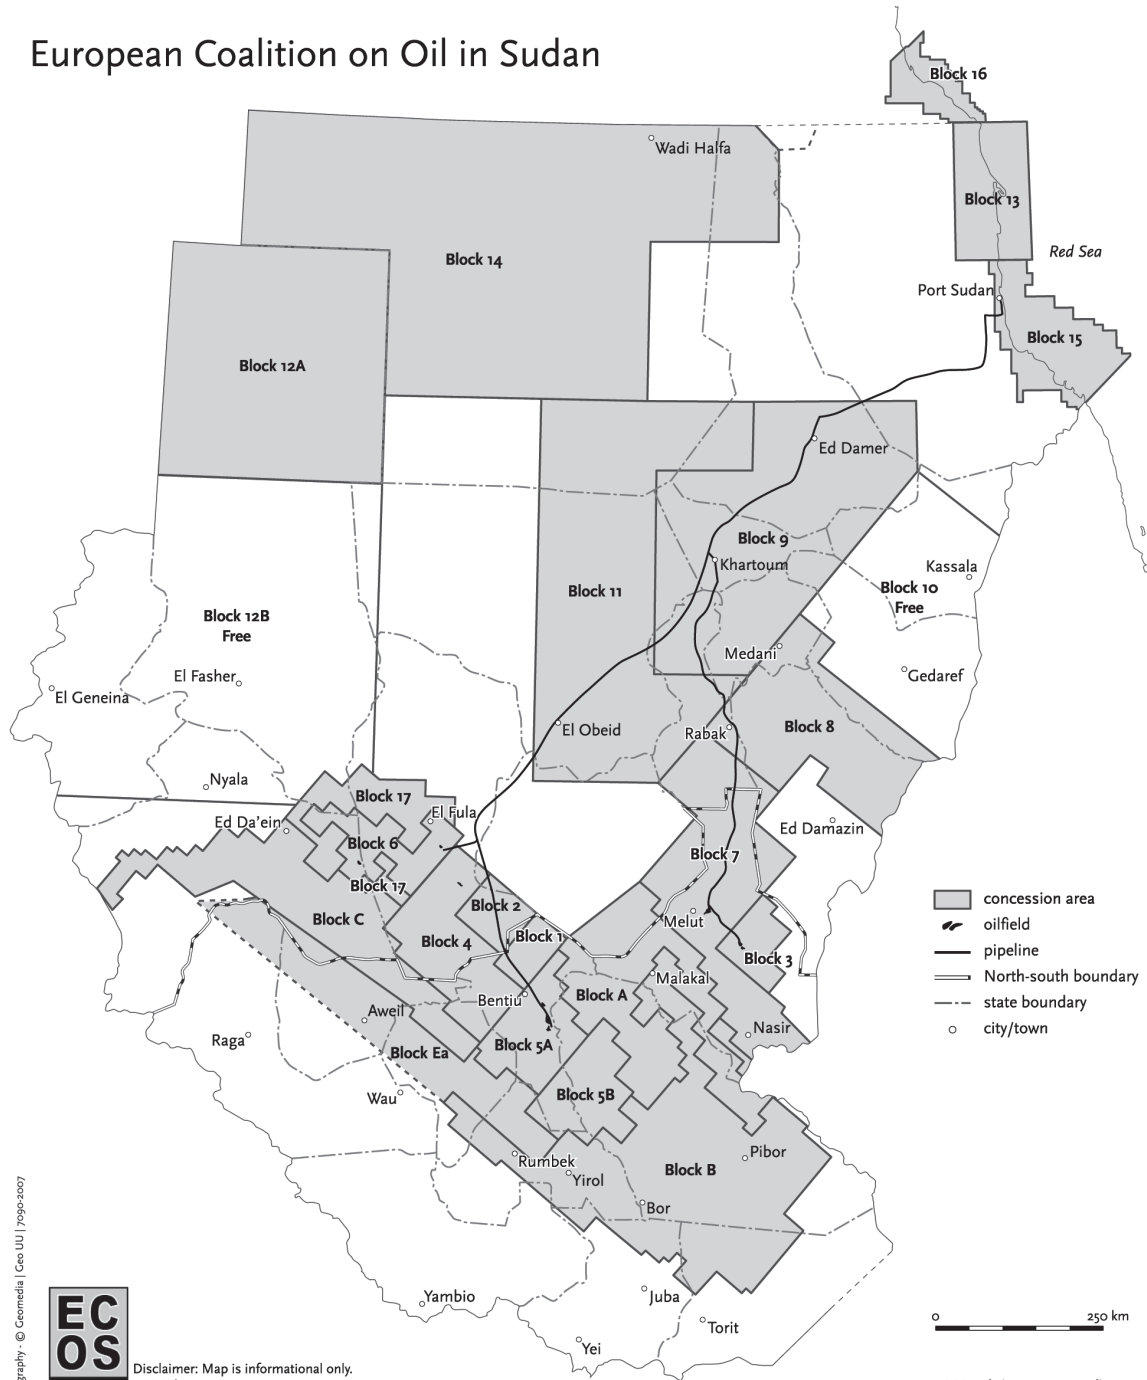 European Coalition on Oil in Sudan
Block 16
Wadi Halfa
Block 13
Red Sea
Block 14
Port Sudan
Block 15
Block 12A
Ed Damer
Block 9
Khartoum
Kassala
Block 11
Block 10
Free
Block 12B
Free
Medani
El Fasher
Gedaref
El Geneina
El Obeid
Rabak
Block 8
Nyala
Block 17
El Fula
Ed Da'ein
Ed Damazin
Block 6
Block 7
Block 17
Block 2
Block C
Melut
Block 4
Block 1
Block 3
Malakal
Bentiu
Block A
Aweil
Nasir
Raga
Block Ea
Block 5A
Wau
Block 5B
Pibor
Rumbek
Block B
Yirol
Bor
Yambio
Juba
Torit
Yei
concession area
oilfield
pipeline
North-south boundary
state boundary
city/town
0 250 km
graphy - © Geomedia | Geo UU | 7090-2007
EC
OS
Disclaimer: Map is informational only.